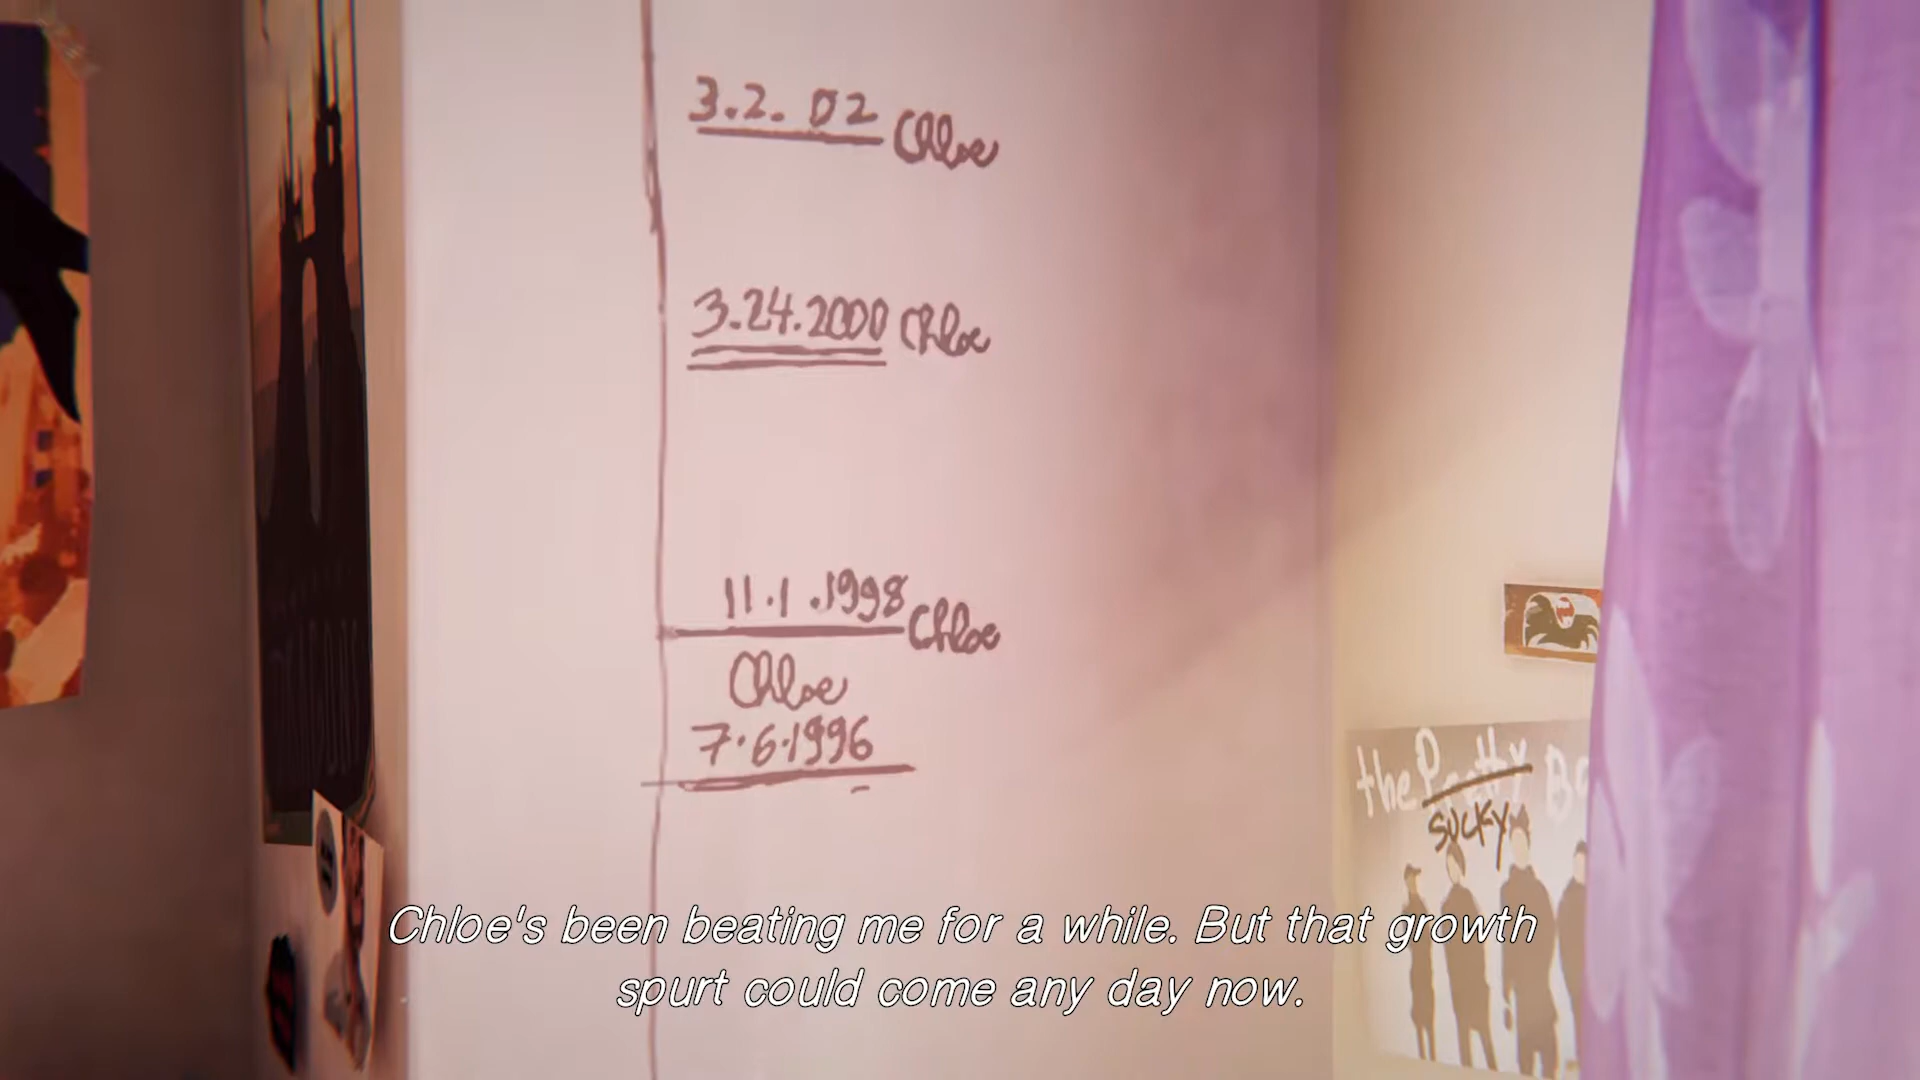 3.2. 02 Chloe
3.24.2000 Chloe
11.1.1998 Chloe
Chloe
7.6.1996
the Pretty
sucky
Chloe's been beating me for a while. But that growth
spurt could come any day now.